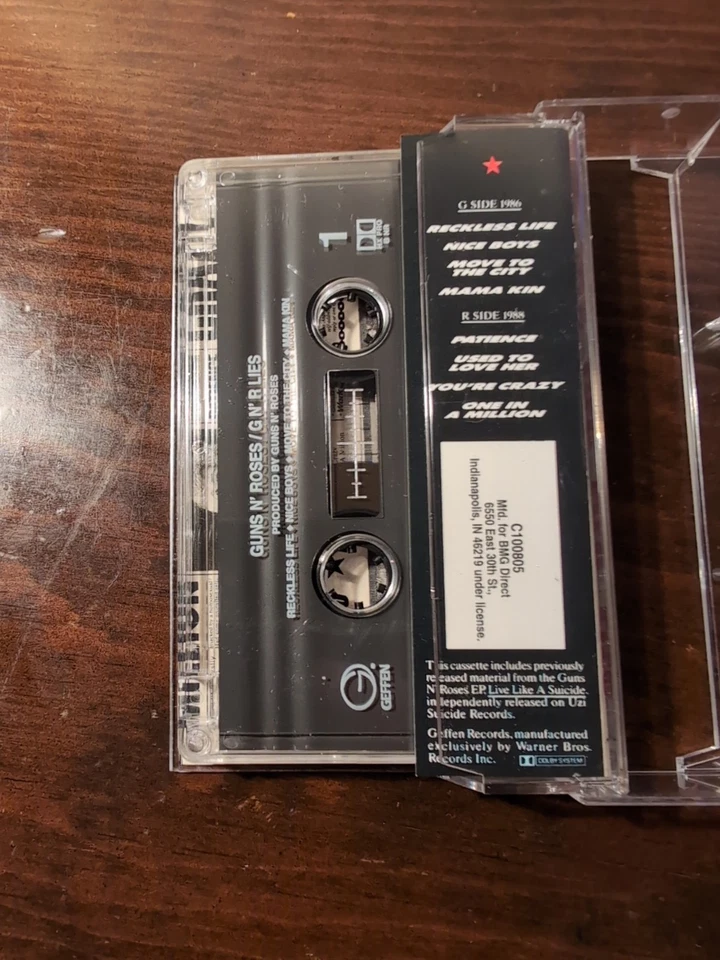 G SIDE 1986
RECKLESS LIFE
NICE BOYS
MOVE TO
THE CITY
MAMA KIN
R SIDE 1988
PATIENCE
USED TO
LOVE HER
YOU'RE CRAZY
ONE IN
A MILLION
C100805
Mfd. for BMG Direct
6550 East 30th St.,
Indianapolis, IN 46219 under license.
This cassette includes previously
released material from the Guns
N' Roses EP, Live Like A Suicide,
independently released on Uzi
Suicide Records.
Geffen Records, manufactured
exclusively by Warner Bros.
Records Inc.
DOLBY SYSTEM
1
GUNS N' ROSES / G N' R LIES
PRODUCED BY GUNS N' ROSES
RECKLESS LIFE • NICE BOYS • MOVE TO THE CITY • MAMA KIN
GEFFEN